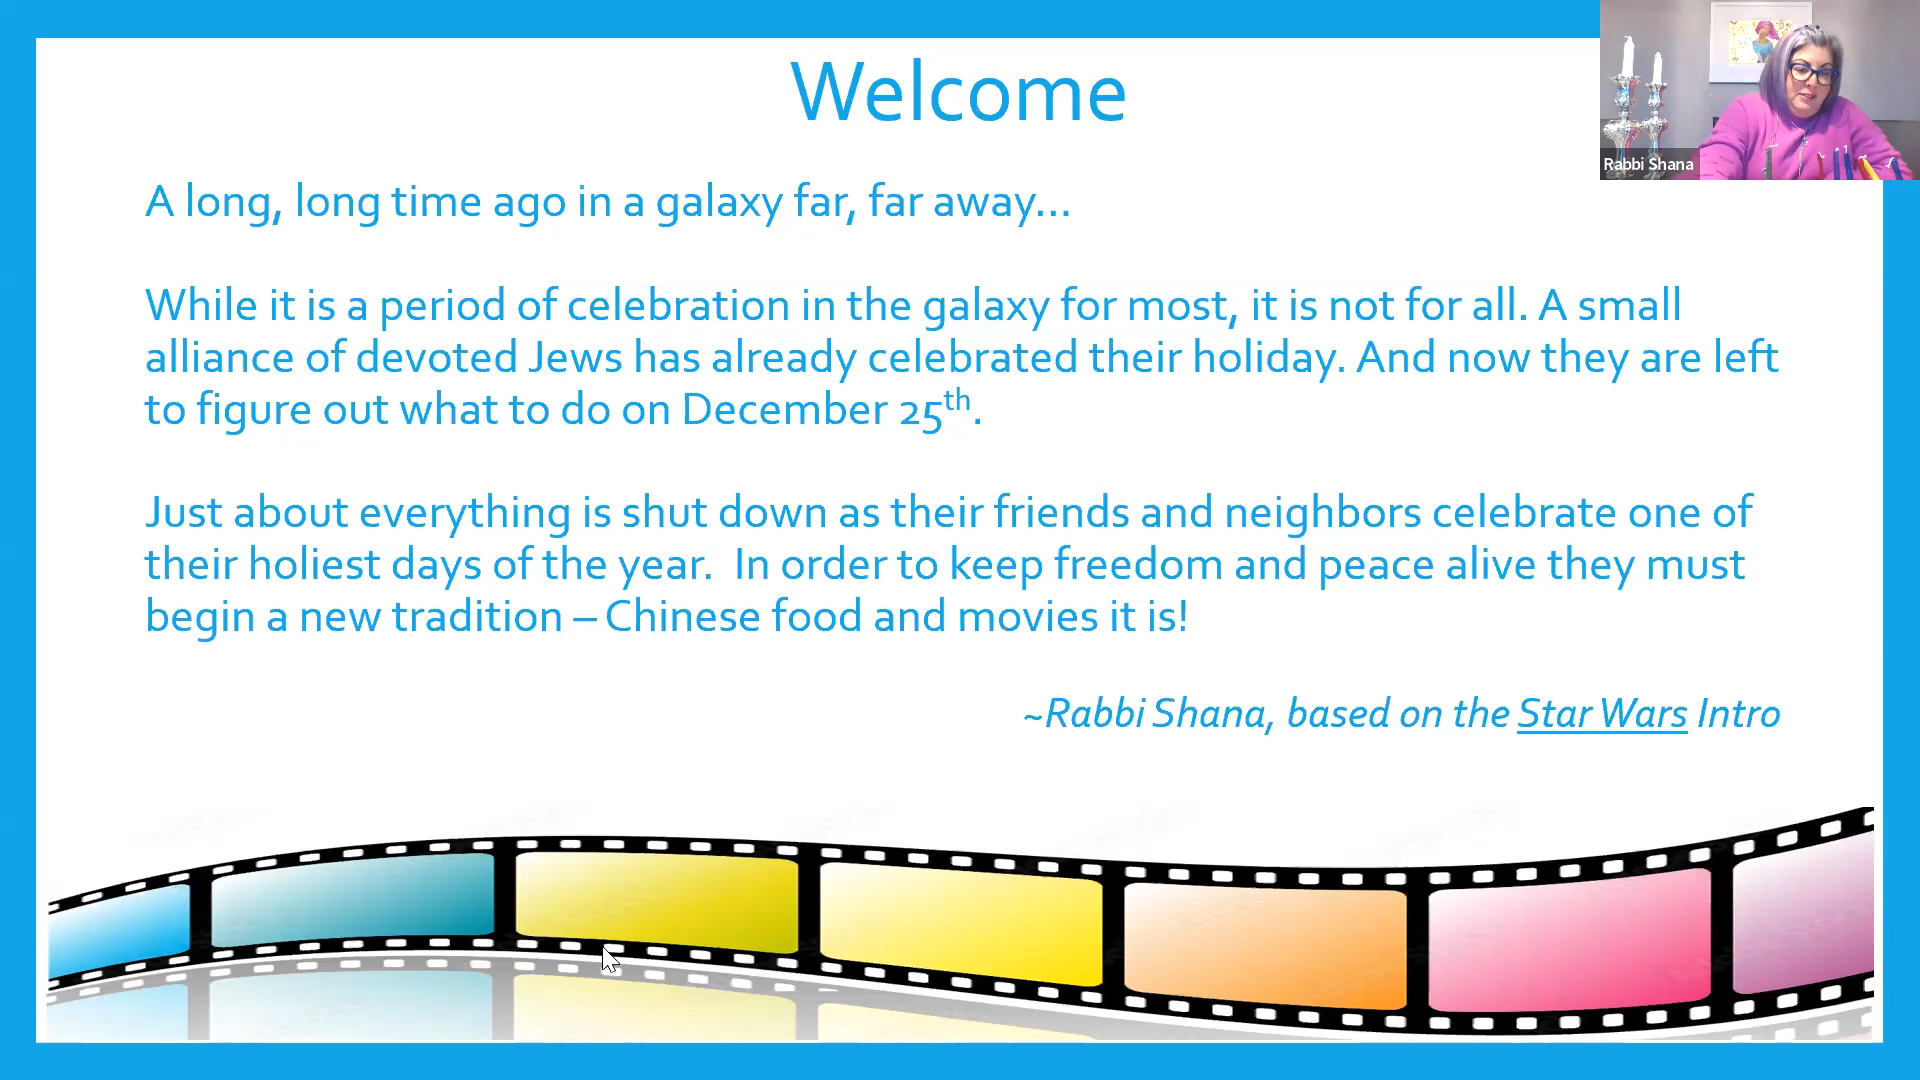 Welcome
Rabbi Shana
A long, long time ago in a galaxy far, far away...
While it is a period of celebration in the galaxy for most, it is not for all. A small
alliance of devoted Jews has already celebrated their holiday. And now they are left
to figure out what to do on December 25th.
Just about everything is shut down as their friends and neighbors celebrate one of
their holiest days of the year.  In order to keep freedom and peace alive they must
begin a new tradition – Chinese food and movies it is!
~Rabbi Shana, based on the Star Wars Intro